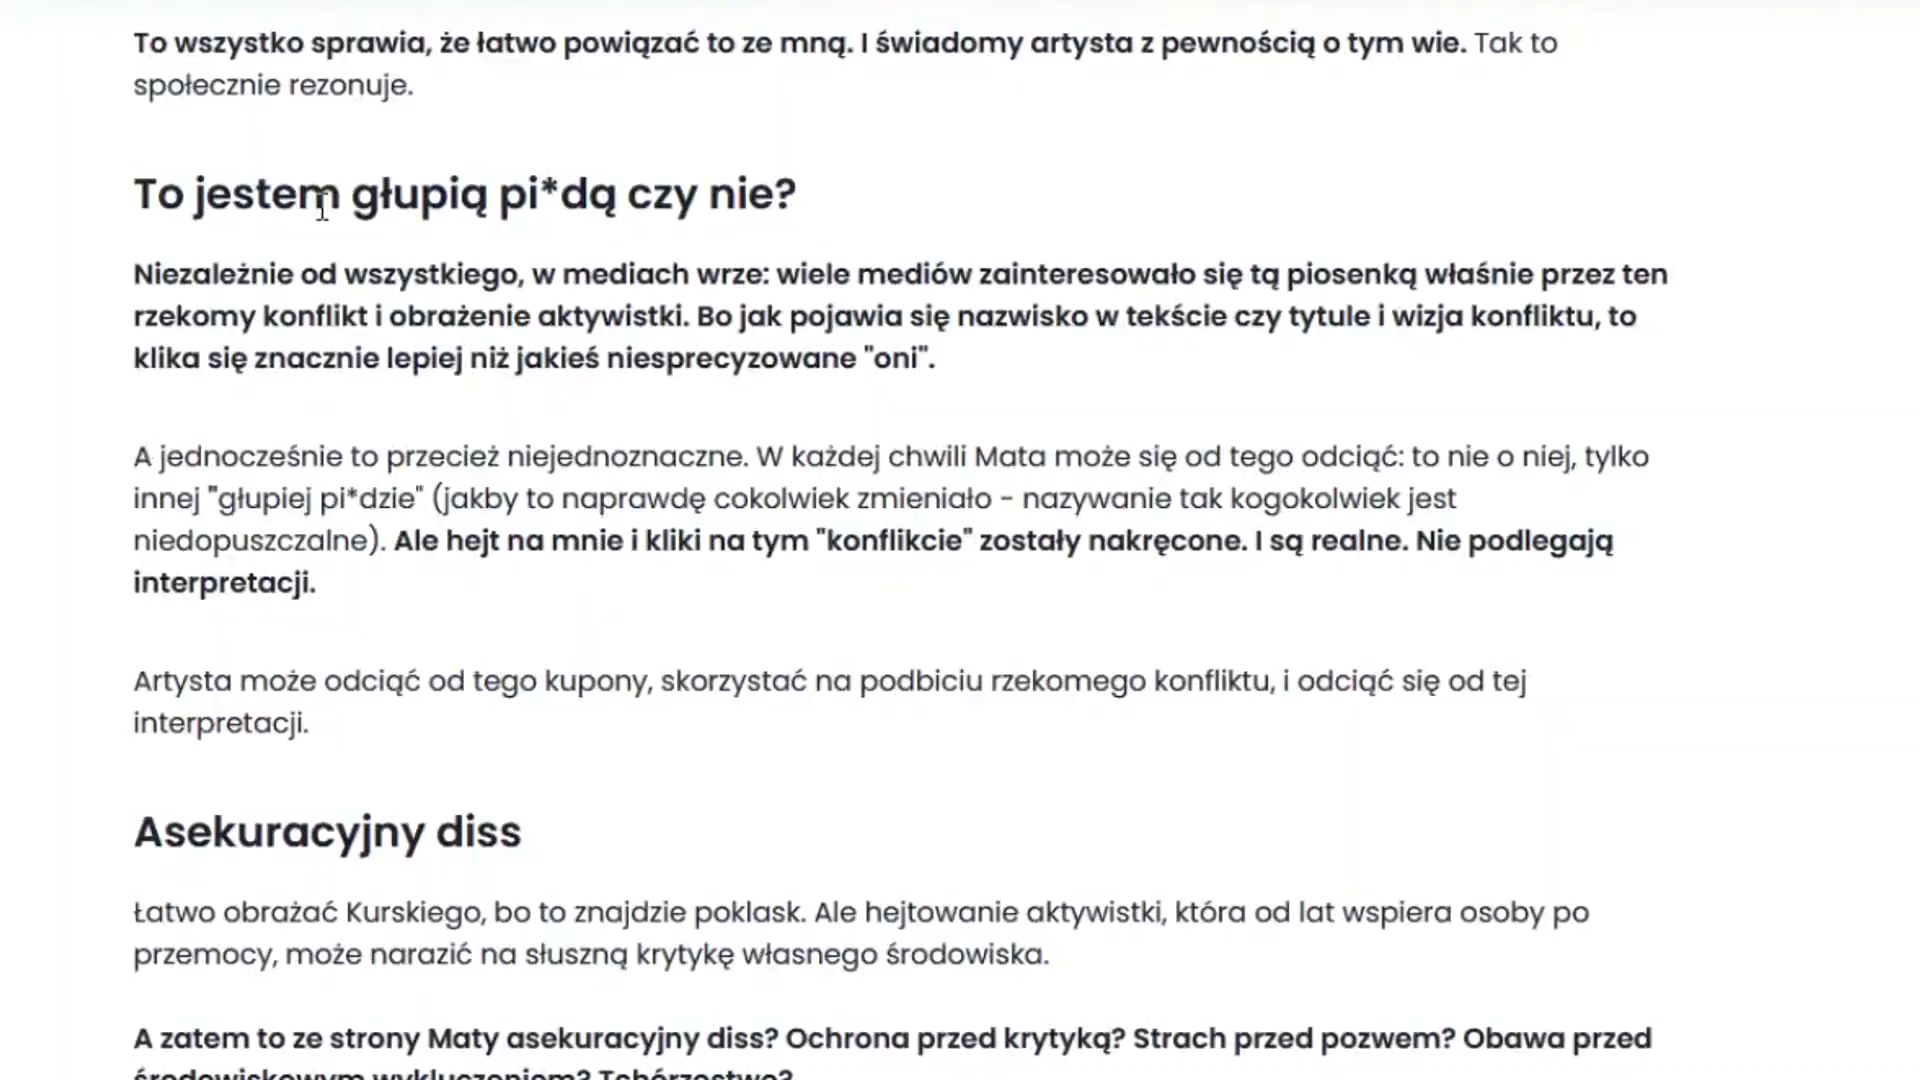 To wszystko sprawia, że łatwo powiązać to ze mną. I świadomy artysta z pewnością o tym wie. Tak to
społecznie rezonuje.
To jestem głupią pi*dą czy nie?
Niezależnie od wszystkiego, w mediach wrze: wiele mediów zainteresowało się tą piosenką właśnie przez ten
rzekomy konflikt i obrażenie aktywistki. Bo jak pojawia się nazwisko w tekście czy tytule i wizja konfliktu, to
klika się znacznie lepiej niż jakieś niesprecyzowane "oni".
A jednocześnie to przecież niejednoznaczne. W każdej chwili Mata może się od tego odciąć: to nie o niej, tylko
innej "głupiej pi*dzie" (jakby to naprawdę cokolwiek zmieniało - nazywanie tak kogokolwiek jest
niedopuszczalne). Ale hejt na mnie i kliki na tym "konflikcie" zostały nakręcone. I są realne. Nie podlegają
interpretacji.
Artysta może odciąć od tego kupony, skorzystać na podbiciu rzekomego konfliktu, i odciąć się od tej
interpretacji.
Asekuracyjny diss
Łatwo obrażać Kurskiego, bo to znajdzie poklask. Ale hejtowanie aktywistki, która od lat wspiera osoby po
przemocy, może narazić na słuszną krytykę własnego środowiska.
A zatem to ze strony Maty asekuracyjny diss? Ochrona przed krytyką? Strach przed pozwem? Obawa przed
środowiskowym wykluczeniem? Tchórzostwo?